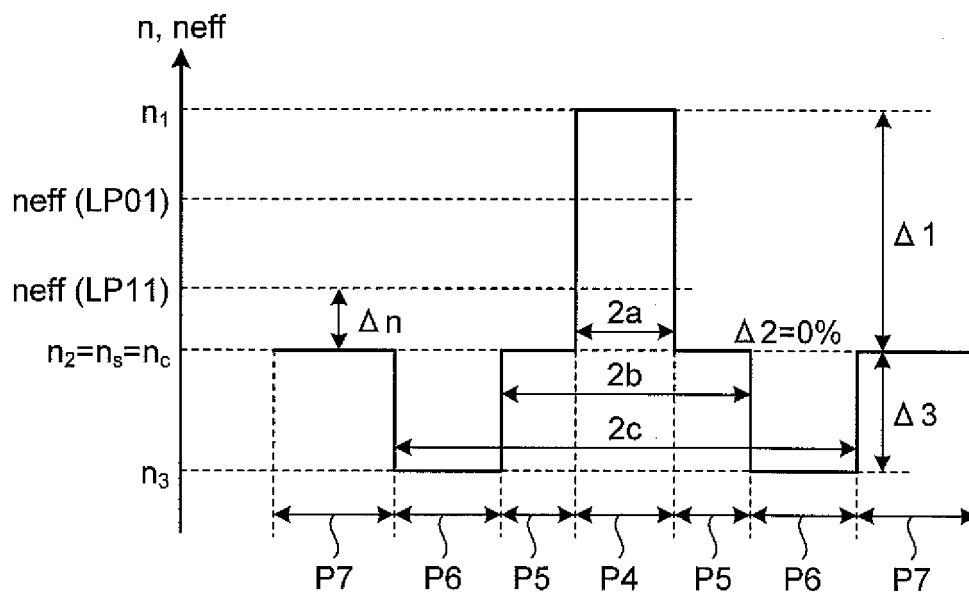 n, neff
n₁
neff (LP01)
Δ1
neff (LP11)
Δn
2a
Δ2=0%
n₂=nₛ=n꜀
2b
Δ3
2c
n₃
P7 P6 P5 P4 P5 P6 P7